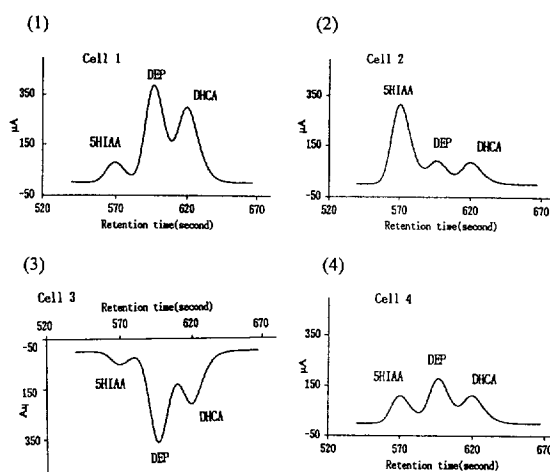 (1)
Cell 1
DEP
DHCA
5HIAA
μA
350
150
-50
520 570 620 670
Retention time(second)
(2)
Cell 2
5HIAA
DEP
DHCA
μA
350
150
-50
520 570 620 670
Retention time(second)
(3)
Cell 3
Retention time(second)
520 570 620 670
-50
150
350
μA
5HIAA
DHCA
DEP
(4)
Cell 4
DEP
5HIAA
DHCA
μA
350
150
-50
520 570 620 670
Retention time(second)